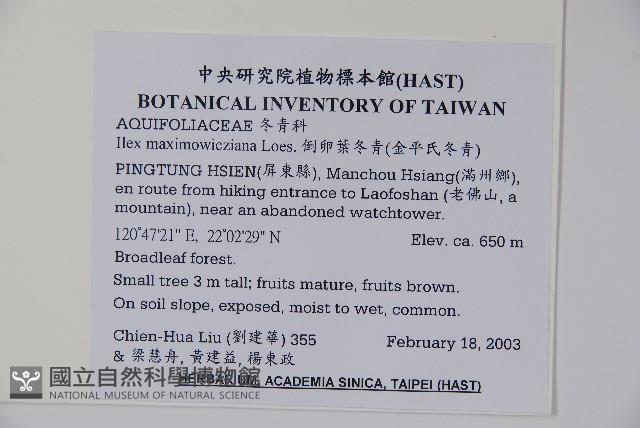 中央研究院植物標本館(HAST)
BOTANICAL INVENTORY OF TAIWAN
AQUIFOLIACEAE 冬青科
Ilex maximowicziana Loes. 倒卵葉冬青(金平氏冬青)
PINGTUNG HSIEN(屏東縣), Manchou Hsiang(滿州鄉),
en route from hiking entrance to Laofoshan (老佛山, a
mountain), near an abandoned watchtower.
120°47'21" E, 22°02'29" N Elev. ca. 650 m
Broadleaf forest.
Small tree 3 m tall; fruits mature, fruits brown.
On soil slope, exposed, moist to wet, common.
Chien-Hua Liu (劉建華) 355 February 18, 2003
& 梁慧舟, 黃建益, 楊東政
HERBARIUM, ACADEMIA SINICA, TAIPEI (HAST)
國立自然科學博物館
NATIONAL MUSEUM OF NATURAL SCIENCE